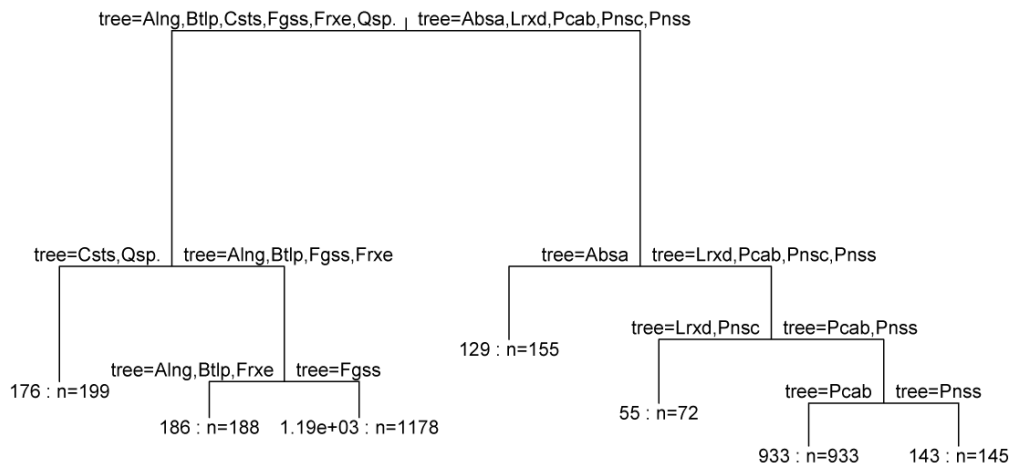 tree=Alng,Btlp,Csts,Fgss,Frxe,Qsp. tree=Absa,Lrxd,Pcab,Pnsc,Pnss
tree=Csts,Qsp. tree=Alng,Btlp,Fgss,Frxe tree=Absa tree=Lrxd,Pcab,Pnsc,Pnss
tree=Lrxd,Pnsc tree=Pcab,Pnss
129 : n=155
tree=Alng,Btlp,Frxe tree=Fgss
176 : n=199 tree=Pcab tree=Pnss
55 : n=72
186 : n=188 1.19e+03 : n=1178
933 : n=933 143 : n=145